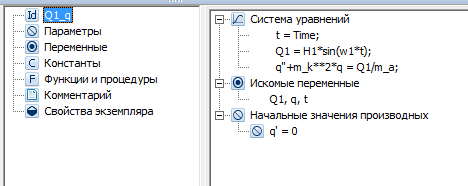 Id Q1_q
Параметры
Переменные
C Константы
F Функции и процедуры
Комментарий
Свойства экземпляра
Система уравнений
t = Time;
Q1 = H1*sin(w1*t);
q''+m_k**2*q = Q1/m_a;
Искомые переменные
Q1, q, t
Начальные значения производных
q' = 0